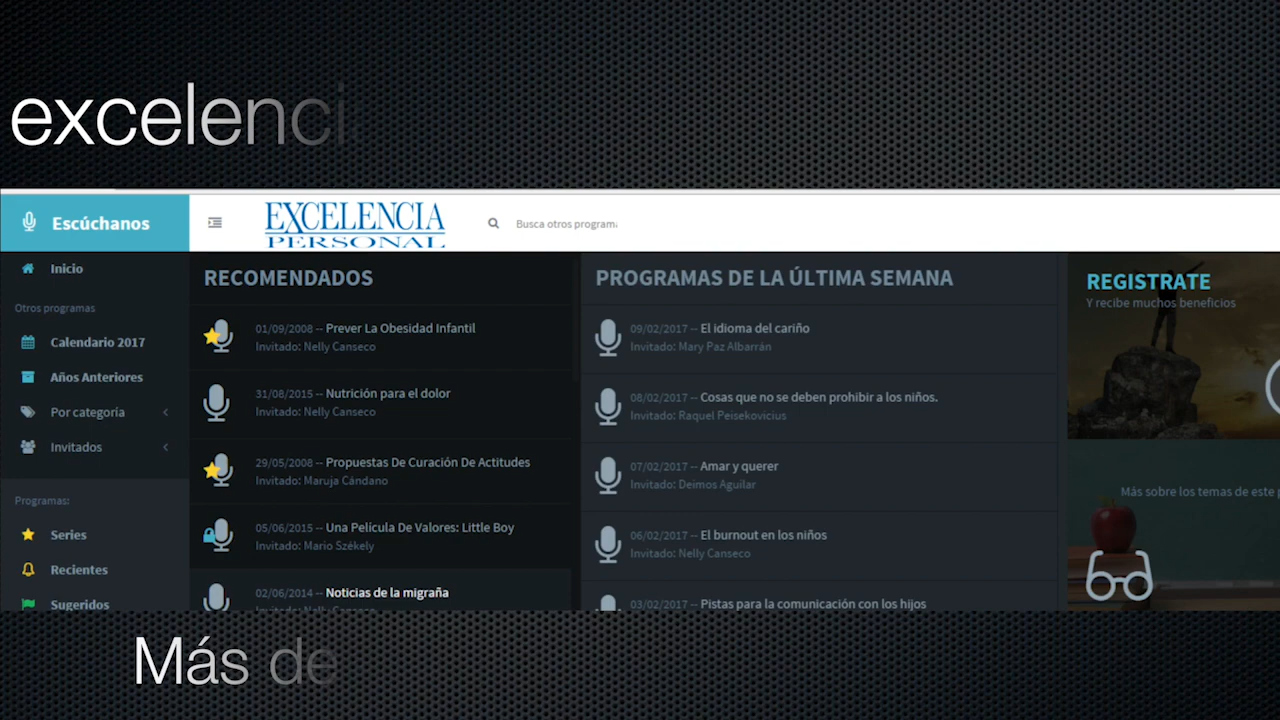 excelenci
Escúchanos
EXCELENCIA
PERSONAL
Busca otros programa
Inicio
Otros programas
Calendario 2017
Años Anteriores
Por categoría
Invitados
Programas:
Series
Recientes
Sugeridos
RECOMENDADOS
01/09/2008 -- Prever La Obesidad Infantil
Invitado: Nelly Canseco
31/08/2015 -- Nutrición para el dolor
Invitado: Nelly Canseco
29/05/2008 -- Propuestas De Curación De Actitudes
Invitado: Maruja Cándano
05/06/2015 -- Una Película De Valores: Little Boy
Invitado: Mario Székely
02/06/2014 -- Noticias de la migraña
Invitado: Nelly Canseco
PROGRAMAS DE LA ÚLTIMA SEMANA
09/02/2017 -- El idioma del cariño
Invitado: Mary Paz Albarrán
08/02/2017 -- Cosas que no se deben prohibir a los niños.
Invitado: Raquel Peisekovicius
07/02/2017 -- Amar y querer
Invitado: Deimos Aguilar
06/02/2017 -- El burnout en los niños
Invitado: Nelly Canseco
03/02/2017 -- Pistas para la comunicación con los hijos
REGISTRATE
Y recibe muchos beneficios
Más sobre los temas de este
Más de